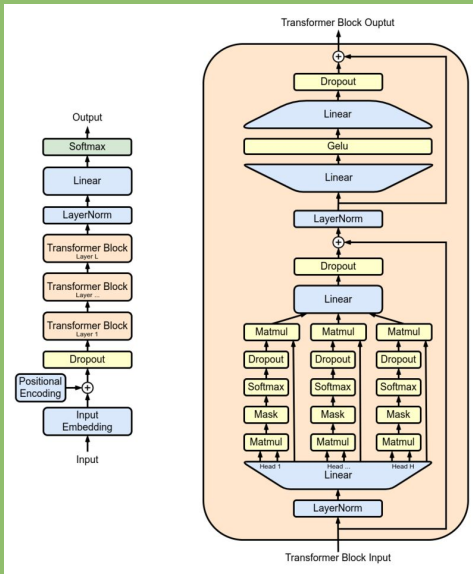 Output
Softmax
Linear
LayerNorm
Transformer Block
Layer L
Transformer Block
Layer ...
Transformer Block
Layer 1
Dropout
Positional
Encoding
+
Input
Embedding
Input
Transformer Block Ouptut
+
Dropout
Linear
Gelu
Linear
LayerNorm
+
Dropout
Linear
Matmul Matmul Matmul
Dropout Dropout Dropout
Softmax Softmax Softmax
Mask Mask Mask
Matmul Matmul Matmul
Head 1 Head ... Head H
Linear
LayerNorm
Transformer Block Input